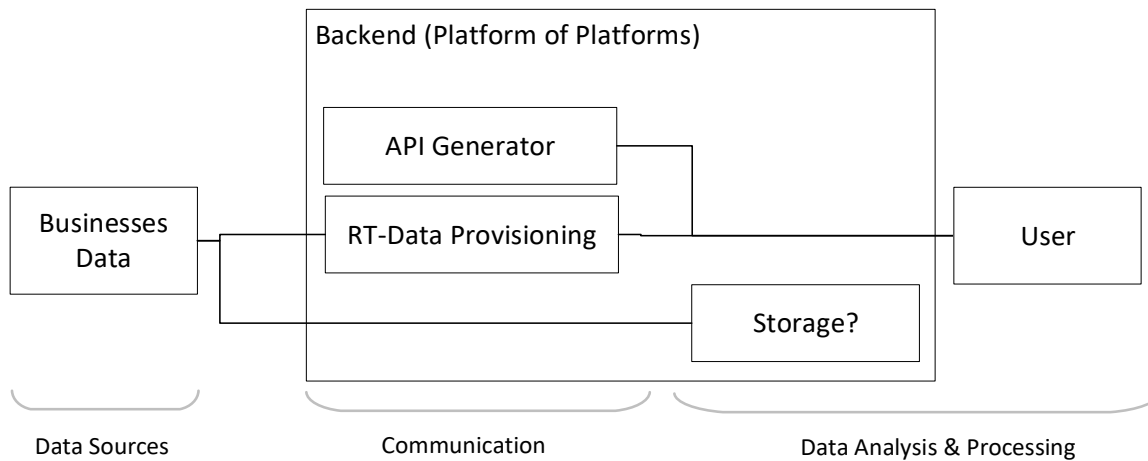 Backend (Platform of Platforms)
API Generator
Businesses
Data
RT-Data Provisioning
User
Storage?
Data Sources
Communication
Data Analysis & Processing